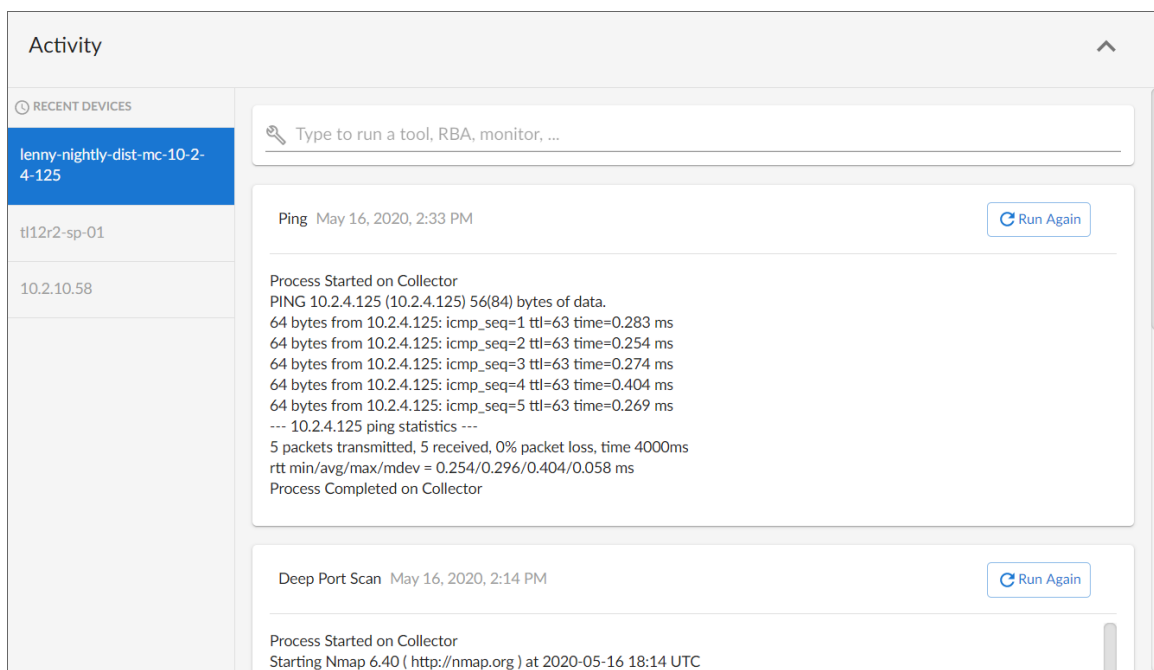 Activity
RECENT DEVICES
lenny-nightly-dist-mc-10-2-
4-125
tl12r2-sp-01
10.2.10.58
Type to run a tool, RBA, monitor, ...
Ping May 16, 2020, 2:33 PM
Run Again
Process Started on Collector
PING 10.2.4.125 (10.2.4.125) 56(84) bytes of data.
64 bytes from 10.2.4.125: icmp_seq=1 ttl=63 time=0.283 ms
64 bytes from 10.2.4.125: icmp_seq=2 ttl=63 time=0.254 ms
64 bytes from 10.2.4.125: icmp_seq=3 ttl=63 time=0.274 ms
64 bytes from 10.2.4.125: icmp_seq=4 ttl=63 time=0.404 ms
64 bytes from 10.2.4.125: icmp_seq=5 ttl=63 time=0.269 ms
--- 10.2.4.125 ping statistics ---
5 packets transmitted, 5 received, 0% packet loss, time 4000ms
rtt min/avg/max/mdev = 0.254/0.296/0.404/0.058 ms
Process Completed on Collector
Deep Port Scan May 16, 2020, 2:14 PM
Run Again
Process Started on Collector
Starting Nmap 6.40 ( http://nmap.org ) at 2020-05-16 18:14 UTC